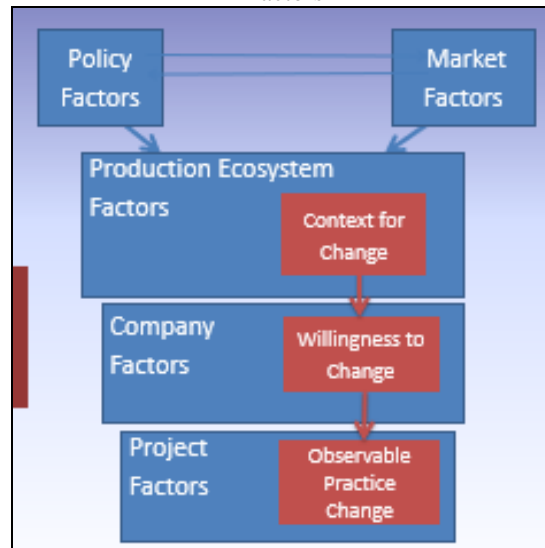 Policy
Factors
Market
Factors
Production Ecosystem
Factors
Context for
Change
Company
Factors
Willingness to
Change
Project
Factors
Observable
Practice
Change